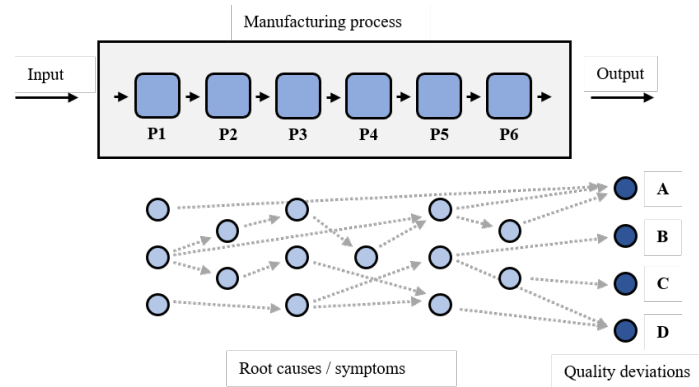 Manufacturing process
Input
Output
P1 P2 P3 P4 P5 P6
A
B
C
D
Root causes / symptoms
Quality deviations